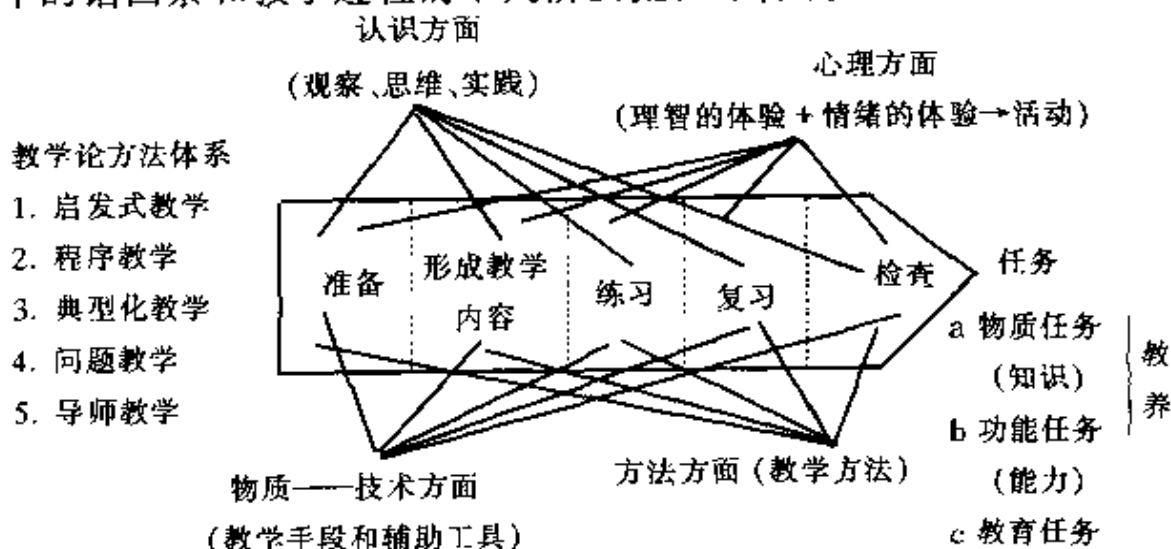 认识方面
(观察、思维、实践)
心理方面
(理智的体验+情绪的体验→活动)
教学论方法体系
1. 启发式教学
2. 程序教学
3. 典型化教学
4. 问题教学
5. 导师教学
准备
形成教学
内容
练习
复习
检查
任务
a 物质任务
(知识)
b 功能任务
(能力)
c 教育任务
教
养
物质——技术方面
(教学手段和辅助工具)
方法方面(教学方法)